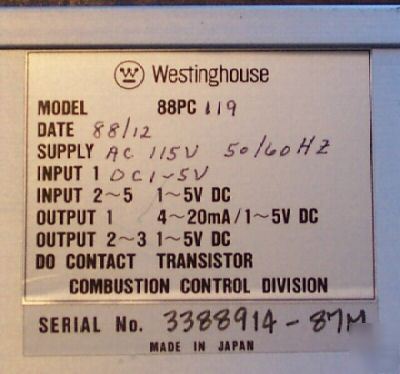 W Westinghouse
MODEL 88PC 119
DATE 88/12
SUPPLY AC 115V 50/60HZ
INPUT 1 DC1~5V
INPUT 2~5 1~5V DC
OUTPUT 1 4~20mA/1~5V DC
OUTPUT 2~3 1~5V DC
DO CONTACT TRANSISTOR
COMBUSTION CONTROL DIVISION
SERIAL No. 3388914-87M
MADE IN JAPAN